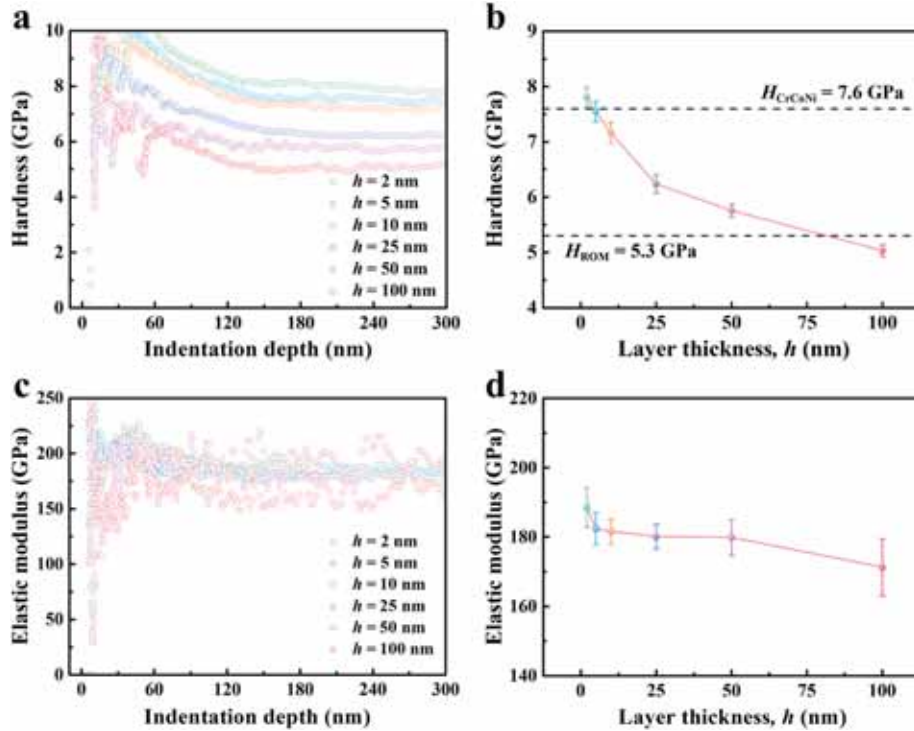 a
Hardness (GPa)
10
8
6
4
2
0
h = 2 nm
h = 5 nm
h = 10 nm
h = 25 nm
h = 50 nm
h = 100 nm
0 60 120 180 240 300
Indentation depth (nm)
b
Hardness (GPa)
9
8
7
6
5
4
H_CrCoNi = 7.6 GPa
H_ROM = 5.3 GPa
0 25 50 75 100
Layer thickness, h (nm)
c
Elastic modulus (GPa)
250
200
150
100
50
0
h = 2 nm
h = 5 nm
h = 10 nm
h = 25 nm
h = 50 nm
h = 100 nm
0 60 120 180 240 300
Indentation depth (nm)
d
Elastic modulus (GPa)
220
200
180
160
140
0 25 50 75 100
Layer thickness, h (nm)